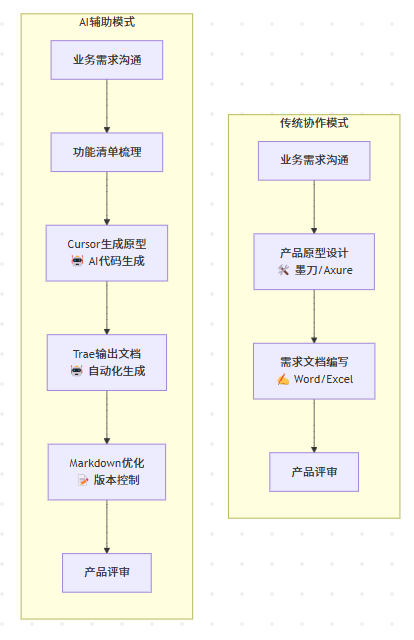 AI辅助模式
业务需求沟通
功能清单梳理
Cursor生成原型
🤖 AI代码生成
Trae输出文档
🤖 自动化生成
Markdown优化
📝 版本控制
产品评审
传统协作模式
业务需求沟通
产品原型设计
🛠️ 墨刀/Axure
需求文档编写
✍️ Word/Excel
产品评审